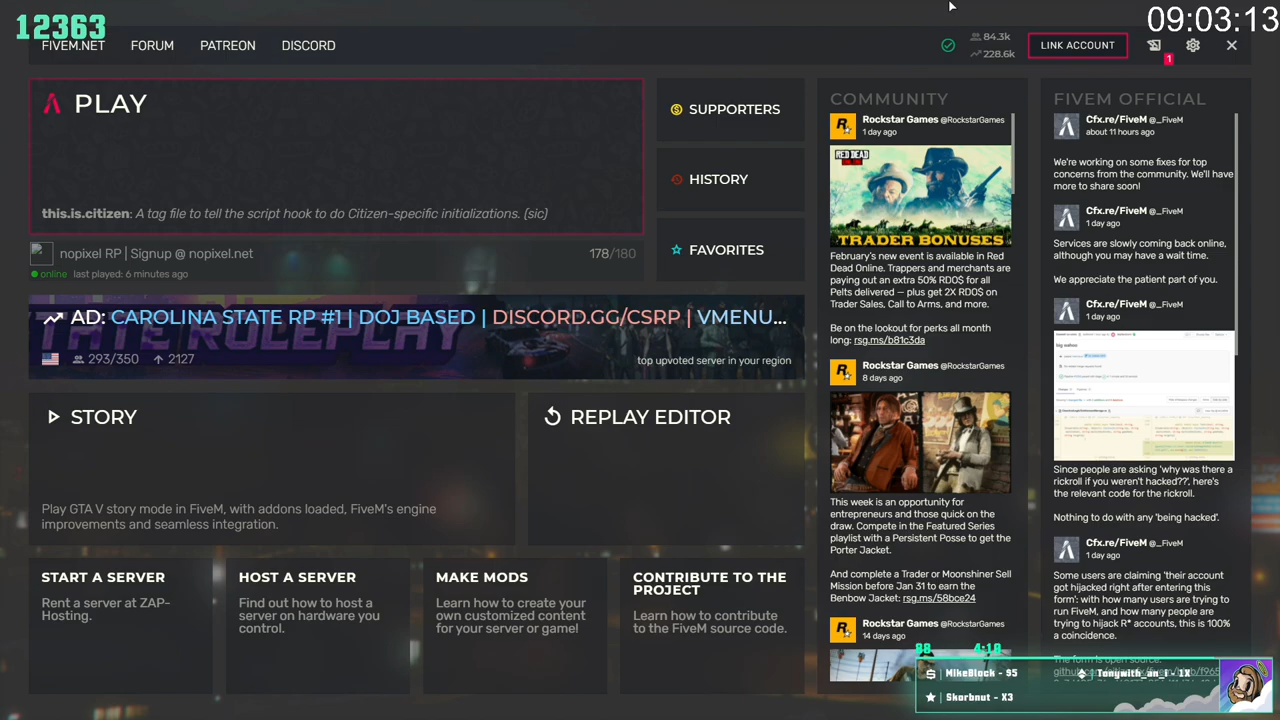 12363
09:03:13
FIVEM.NET
FORUM
PATREON
DISCORD
84.3k
228.6k
LINK ACCOUNT
1
PLAY
this.is.citizen: A tag file to tell the script hook to do Citizen-specific initializations. (sic)
nopixel RP | Signup @ nopixel.net
178/180
online last played: 6 minutes ago
SUPPORTERS
HISTORY
FAVORITES
AD: CAROLINA STATE RP #1 | DOJ BASED | DISCORD.GG/CSRP | VMENU...
293/350
2127
top upvoted server in your region
STORY
Play GTA V story mode in FiveM, with addons loaded, FiveM's engine
improvements and seamless integration.
REPLAY EDITOR
START A SERVER
Rent a server at ZAP-
Hosting.
HOST A SERVER
Find out how to host a
server on hardware you
control.
MAKE MODS
Learn how to create your
own customized content
for your server or game!
CONTRIBUTE TO THE
PROJECT
Learn how to contribute
to the FiveM source code.
COMMUNITY
Rockstar Games @RockstarGames
1 day ago
RED DEAD
ONLINE
TRADER BONUSES
February's new event is available in Red
Dead Online. Trappers and merchants are
paying out an extra 50% RDO$ for all
Pelts delivered — plus get 2X RDO$ on
Trader Sales, Call to Arms, and more.
Be on the lookout for perks all month
long: rsg.ms/b81c3da
Rockstar Games @RockstarGames
8 days ago
This week is an opportunity for
entrepreneurs and those quick on the
draw. Compete in the Featured Series
playlist with a Persistent Posse to get the
Porter Jacket.
And complete a Trader or Moonshiner Sell
Mission before Jan 31 to earn the
Benbow Jacket: rsg.ms/58bce24
Rockstar Games @RockstarGames
14 days ago
FIVEM OFFICIAL
Cfx.re/FiveM @_FiveM
about 11 hours ago
We're working on some fixes for top
concerns from the community. We'll have
more to share soon!
Cfx.re/FiveM @_FiveM
1 day ago
Services are slowly coming back online,
although you may have a wait time.
We appreciate the patient part of you.
Cfx.re/FiveM @_FiveM
1 day ago
Since people are asking 'why was there a
rickroll if you weren't hacked??', here's
the relevant code for the rickroll.
Nothing to do with any 'being hacked'.
Cfx.re/FiveM @_FiveM
1 day ago
Some users are claiming 'their account
got hijacked right after entering this
form': with how many users are trying to
run FiveM, and how many people are
trying to hijack R* accounts, this is 100%
a coincidence.
The form is open source:
4:10
MikeBlock - $5
Skorbnut - X3